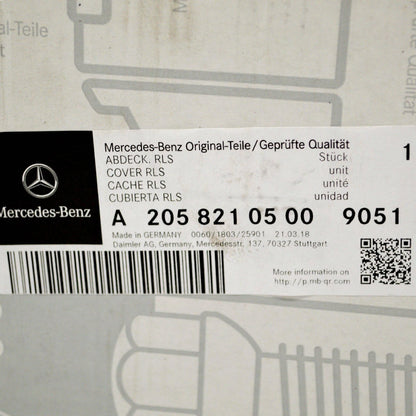 al-Teile
t
te Qualität
Mercedes-Benz Original-Teile/Geprüfte Qualität
ABDECK. RLS Stück 1
COVER RLS unit
CACHE RLS unité
CUBIERTA RLS unidad
Mercedes-Benz
A 205 821 05 00 9051
Made in GERMANY 0060/1803/25901 21.03.18
Daimler AG, Germany, Mercedesstr. 137, 70327 Stuttgart
More information on
http://p.mb-qr.com/